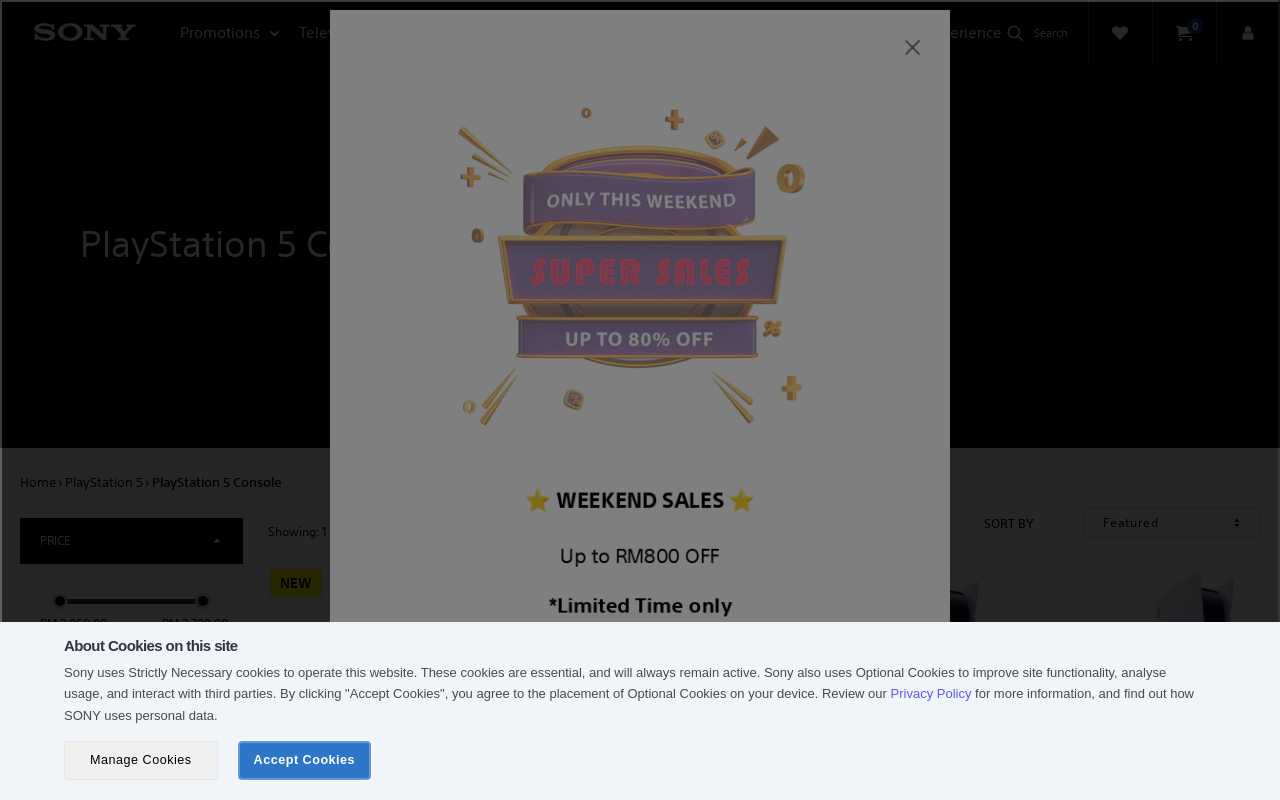 SONY
Promotions
erience
Search
0
ONLY THIS WEEKEND
SUPER SALES
UP TO 80% OFF
PlayStation 5
Home › PlayStation 5 › PlayStation 5 Console
⭐ WEEKEND SALES ⭐
SORT BY
Featured
PRICE
Showing: 1
Up to RM800 OFF
NEW
*Limited Time only
About Cookies on this site
Sony uses Strictly Necessary cookies to operate this website. These cookies are essential, and will always remain active. Sony also uses Optional Cookies to improve site functionality, analyse
usage, and interact with third parties. By clicking "Accept Cookies", you agree to the placement of Optional Cookies on your device. Review our Privacy Policy for more information, and find out how
SONY uses personal data.
Manage Cookies
Accept Cookies